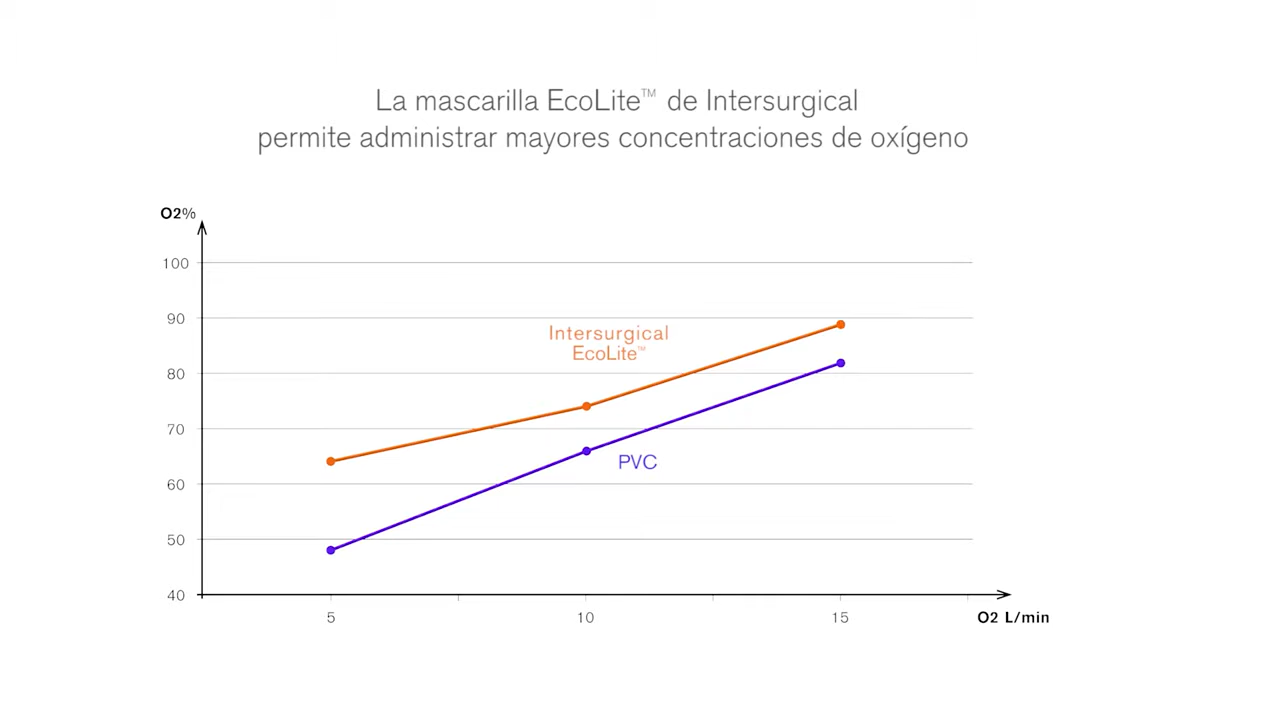 La mascarilla EcoLite™ de Intersurgical
permite administrar mayores concentraciones de oxígeno
O2%
100
90
Intersurgical
EcoLite™
80
70
PVC
60
50
40
5 10 15 O2 L/min